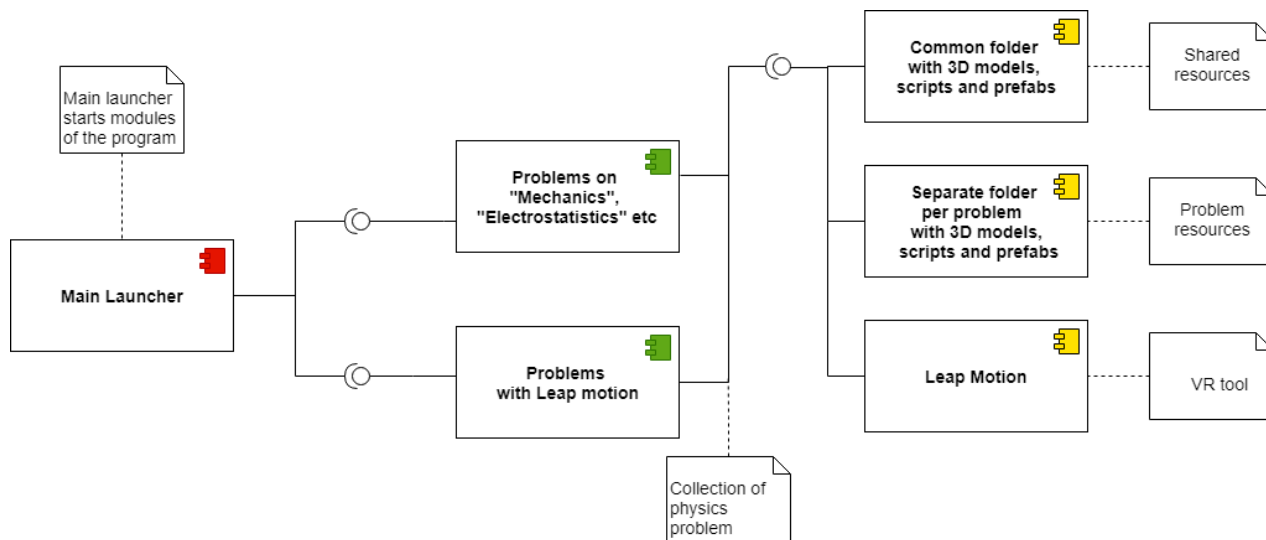 Main launcher
starts modules
of the program
Main Launcher
Problems on
"Mechanics",
"Electrostatistics" etc
Problems
with Leap motion
Collection of
physics
problem
Common folder
with 3D models,
scripts and prefabs
Shared
resources
Separate folder
per problem
with 3D models,
scripts and prefabs
Problem
resources
Leap Motion
VR tool